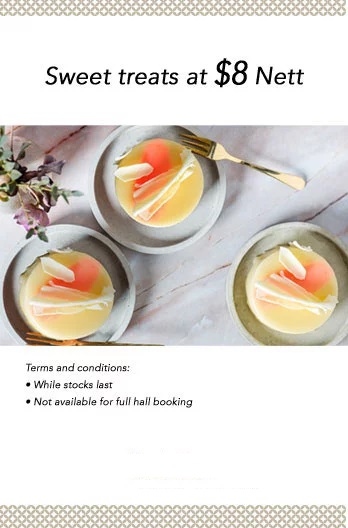 Sweet treats at $8 Nett
Terms and conditions:
• While stocks last
• Not available for full hall booking